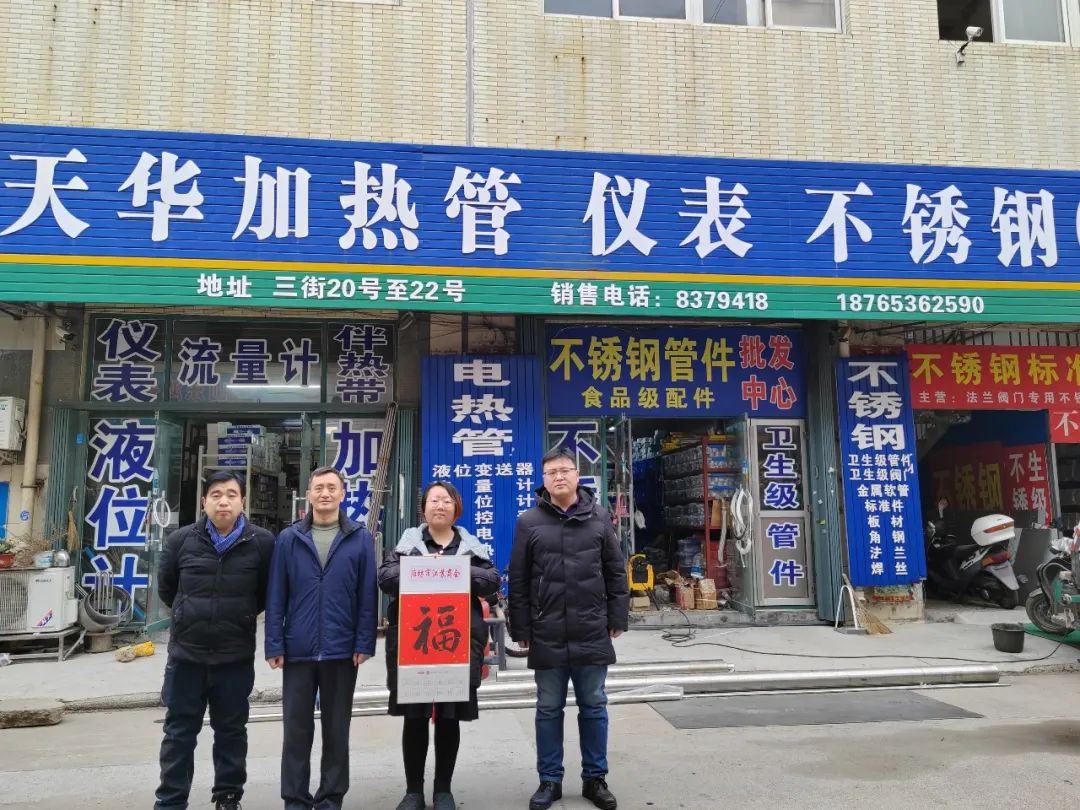 天华加热管 仪表 不锈钢
地址 三街20号至22号
销售电话：8379418
18765362590
仪表
流量计
伴热带
液位计
加热
电热管
液位变送器
不锈钢管件
批发中心
食品级配件
不
卫生级
管件
不锈钢
卫生级管件
卫生级阀门
金属软管
标准件
板材
角钢
法兰
焊丝
不锈钢标准
主营：法兰阀门专用不锈
福